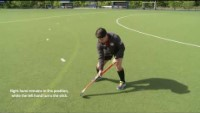 Right hand remains in this position,
while the left hand turns the stick.